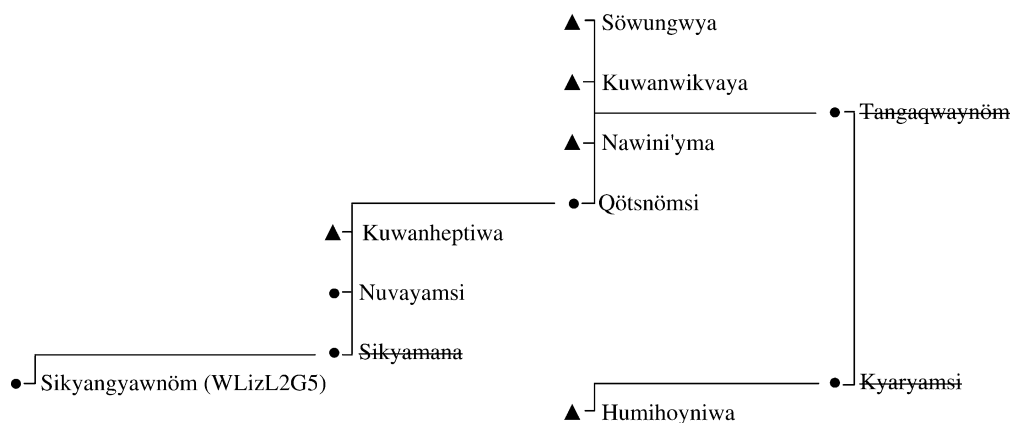 Söwungwya
Kuwanwikvaya
Tangaqwaynöm
Nawini'yma
Qötsnömsi
Kuwanheptiwa
Nuvayamsi
Sikyamana
Sikyangyawnöm (WLizL2G5)
Kyaryamsi
Humihoyniwa